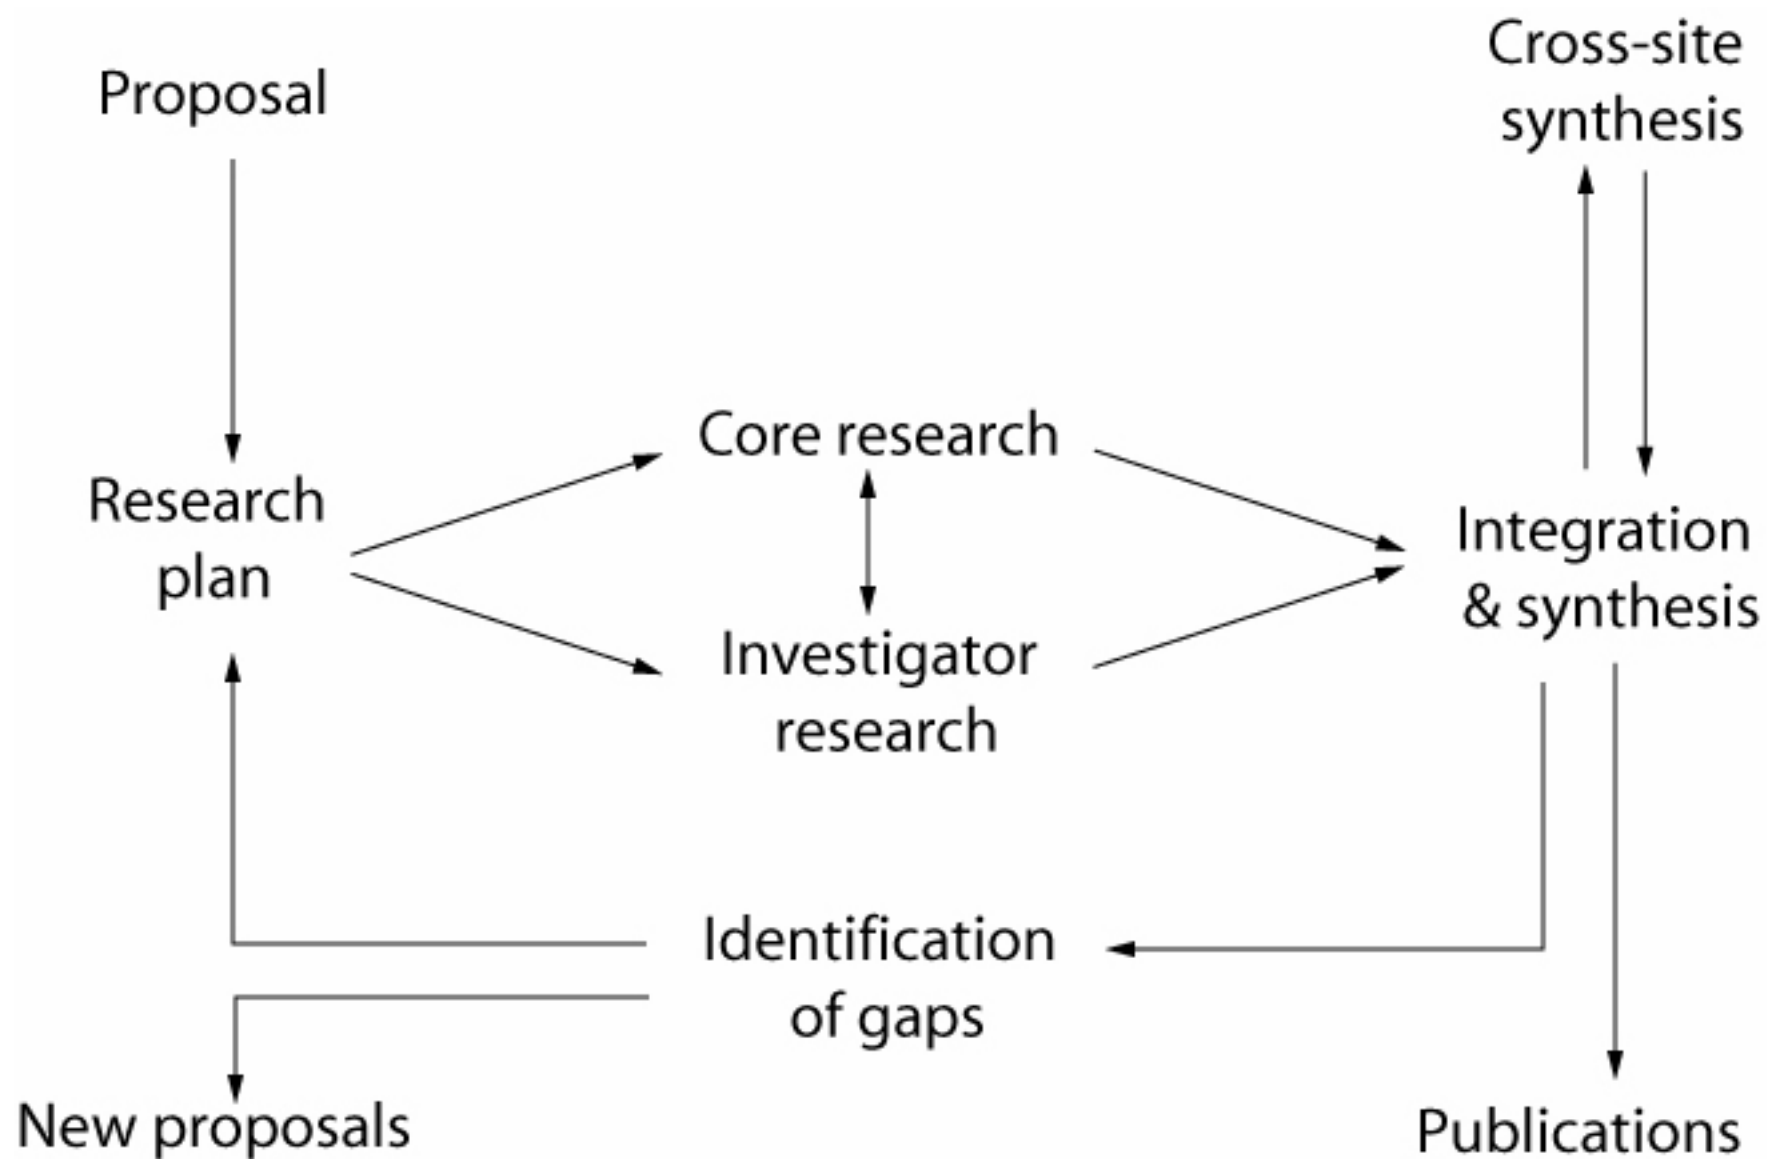 Proposal
Cross-site
synthesis
Core research
Research
plan
Integration
& synthesis
Investigator
research
Identification
of gaps
New proposals
Publications